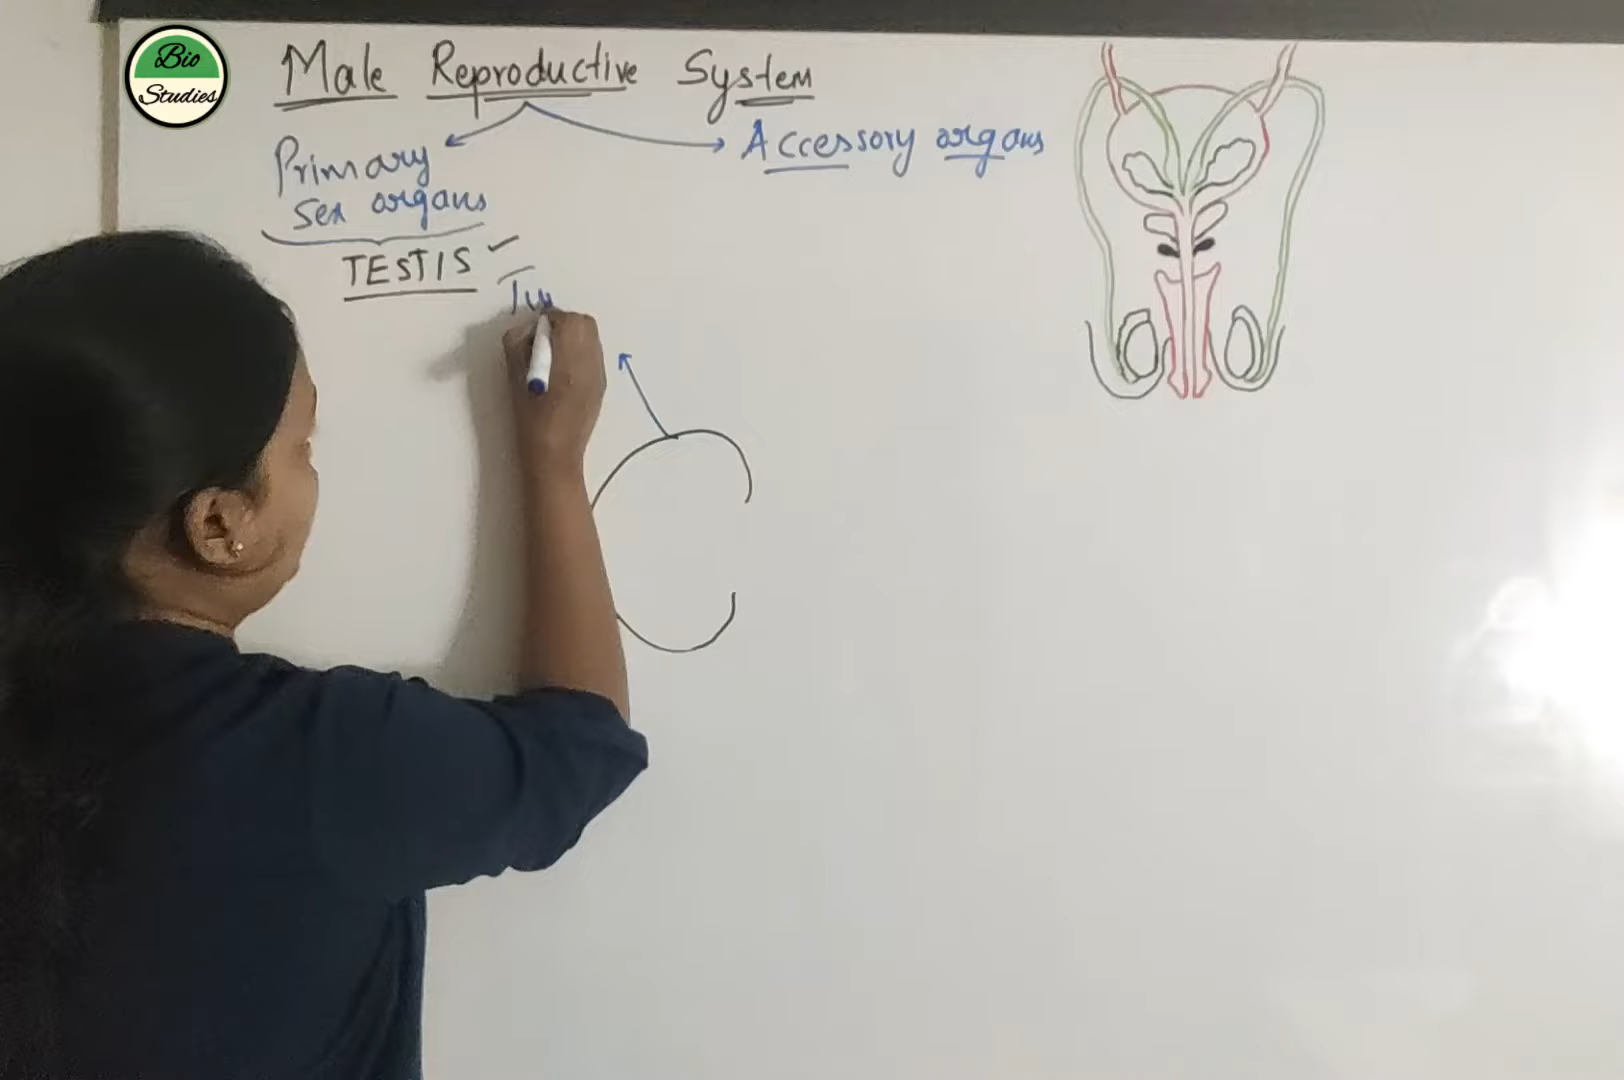 Bio
Studies
Male Reproductive System
Primary
Sex organs
Accessory organs
TESTIS